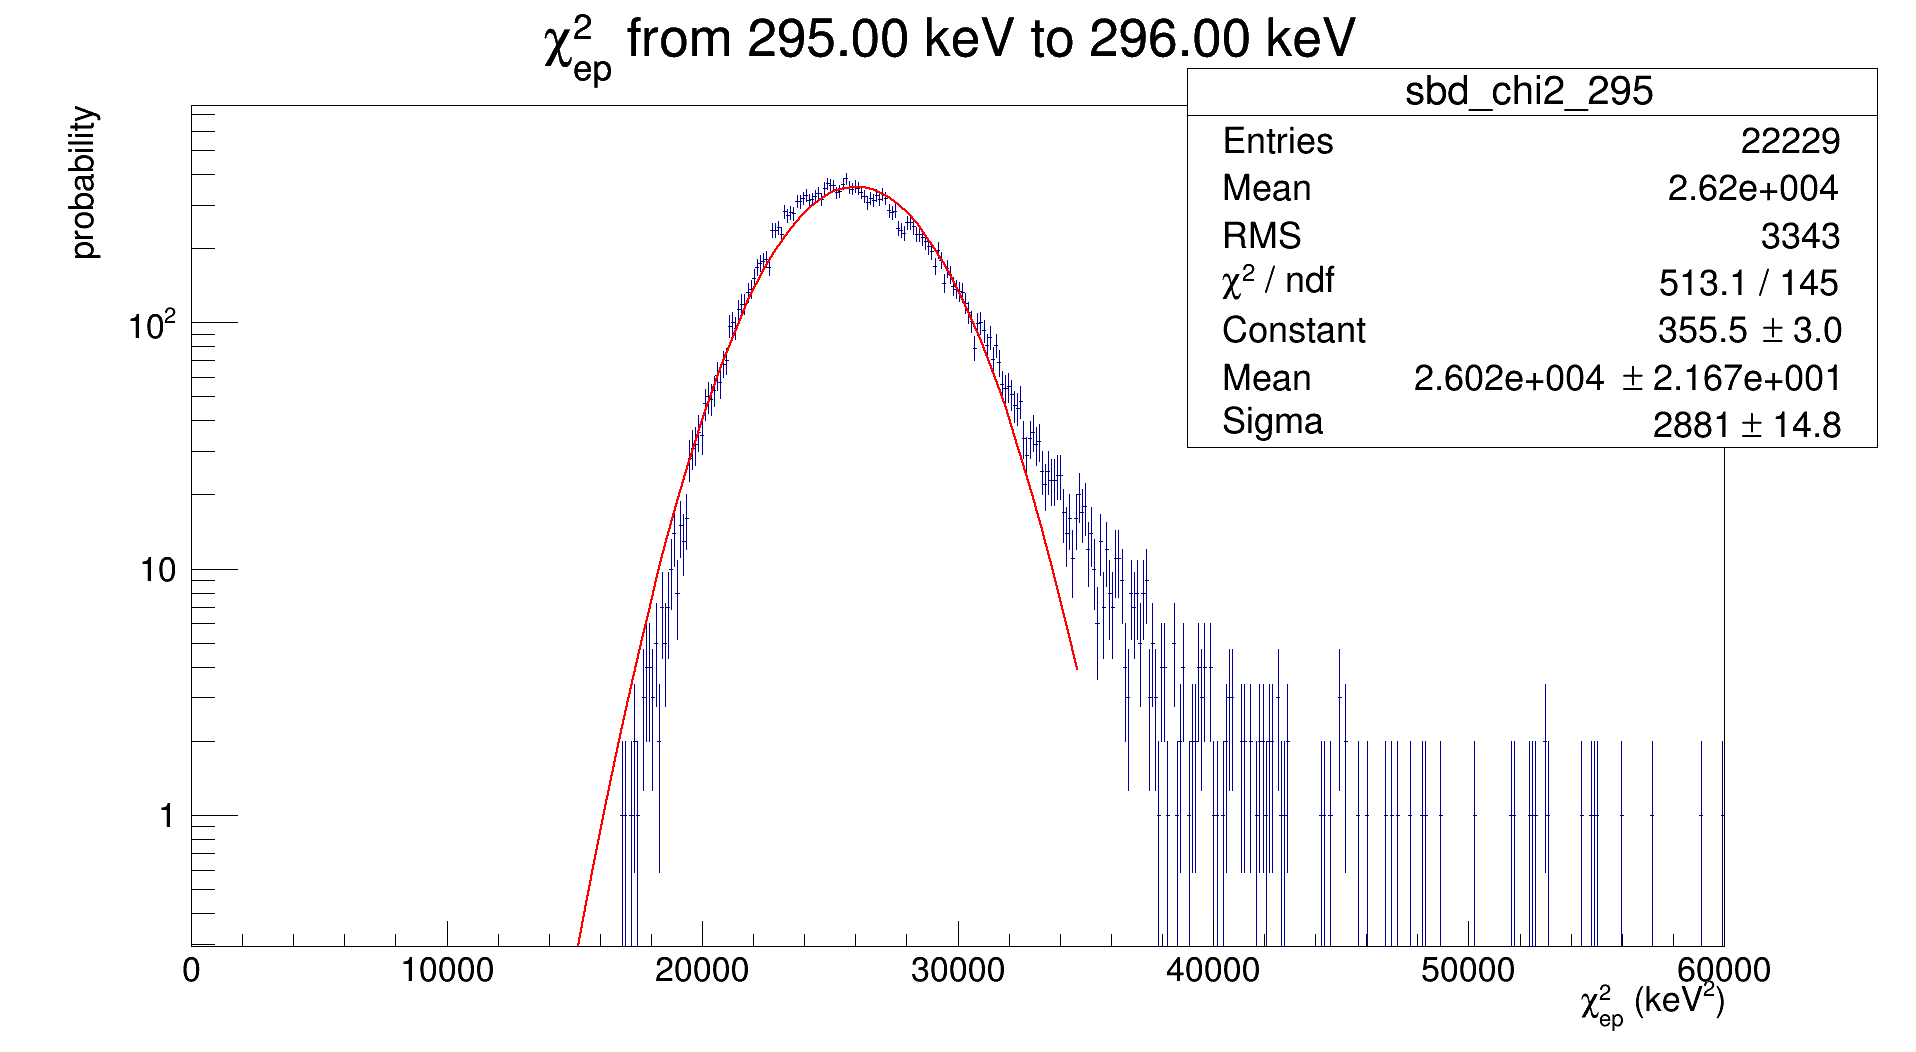 χ²ep from 295.00 keV to 296.00 keV
sbd_chi2_295
Entries 22229
Mean 2.62e+004
RMS 3343
χ² / ndf 513.1 / 145
Constant 355.5 ± 3.0
Mean 2.602e+004 ± 2.167e+001
Sigma 2881 ± 14.8
probability
10²
10
1
0 10000 20000 30000 40000 50000 60000
χ²ep (keV²)